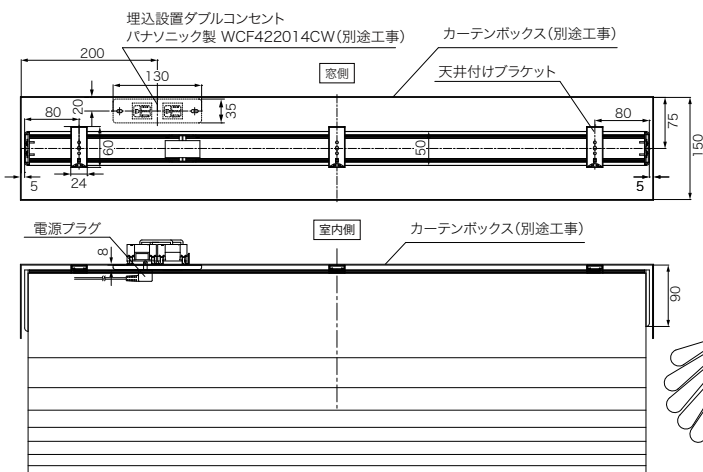 埋込設置ダブルコンセント
パナソニック製 WCF422014CW(別途工事)
カーテンボックス(別途工事)
200
130
窓側
天井付けブラケット
80
20
35
80
75
150
60
50
5
24
5
電源プラグ
室内側
カーテンボックス(別途工事)
8
90